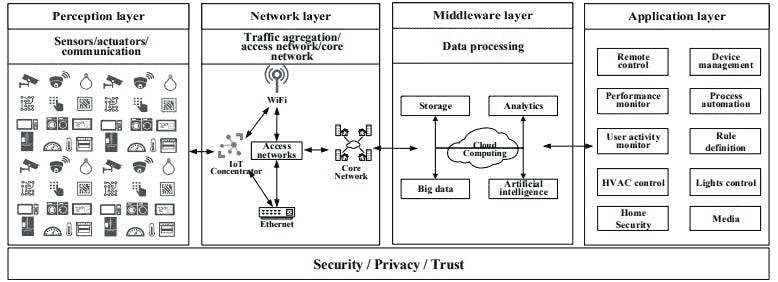 Perception layer
Sensors/actuators/
communication
Network layer
Traffic agregation/
access network/core
network
WiFi
IoT
Concentrator
Access
networks
Core
Network
Ethernet
Middleware layer
Data processing
Storage
Analytics
Cloud
Computing
Big data
Artificial
intelligence
Application layer
Remote
control
Device
management
Performance
monitor
Process
automation
User activity
monitor
Rule
definition
HVAC control
Lights control
Home
Security
Media
Security / Privacy / Trust